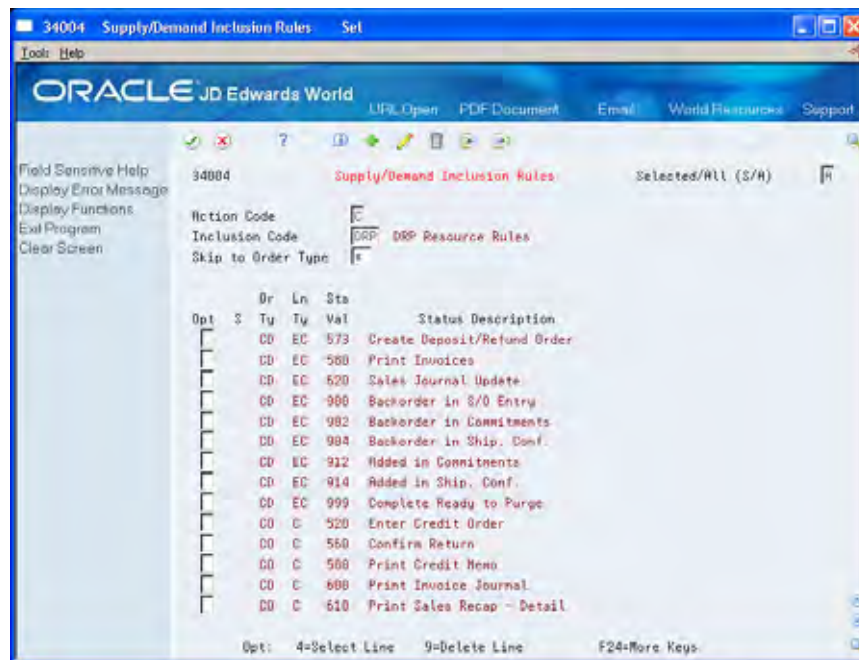 34004 Supply/Demand Inclusion Rules Set
Tools Help
ORACLE JD Edwards World
URL Open PDF Document Email World Resources Support
Field Sensitive Help
Display Error Message
Display Functions
Exit Program
Clear Screen
34004 Supply/Demand Inclusion Rules Selected/All (S/A) A
Action Code C
Inclusion Code DRP DRP Resource Rules
Skip to Order Type *
Or Ln Sta
Opt S Ty Ty Val Status Description
CD EC 573 Create Deposit/Refund Order
CD EC 580 Print Invoices
CD EC 620 Sales Journal Update
CD EC 980 Backorder in S/O Entry
CD EC 982 Backorder in Commitments
CD EC 984 Backorder in Ship. Conf.
CD EC 912 Added in Commitments
CD EC 914 Added in Ship. Conf.
CD EC 999 Complete Ready to Purge
CO C 520 Enter Credit Order
CO C 560 Confirm Return
CO C 580 Print Credit Memo
CO C 600 Print Invoice Journal
CO C 610 Print Sales Recap - Detail
Opt: 4=Select Line 9=Delete Line F24=More Keys